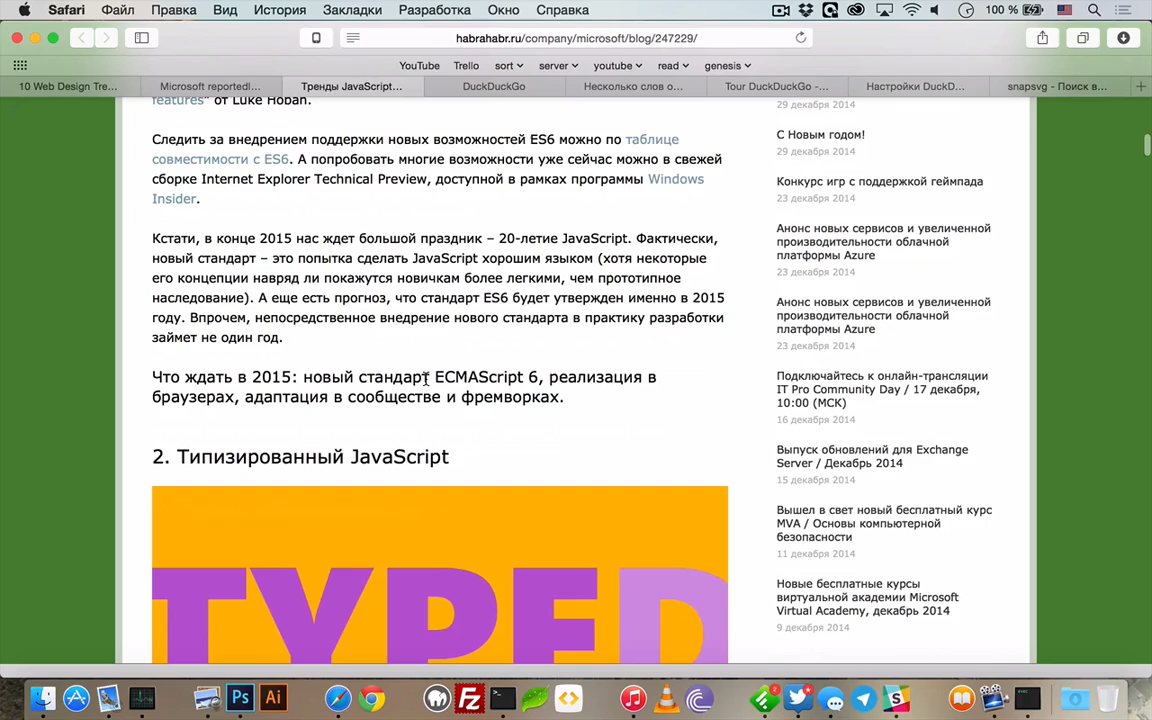 Safari Файл Правка Вид История Закладки Разработка Окно Справка 100 %
habrahabr.ru/company/microsoft/blog/247229/
YouTube Trello sort server youtube read genesis
10 Web Design Tre... Microsoft reportedl... Тренды JavaScript... DuckDuckGo Несколько слов о... Tour DuckDuckGo -... Настройки DuckD... snapsvg - Поиск в...
features" от Luke Hoban.
Следить за внедрением поддержки новых возможностей ES6 можно по таблице
совместимости с ES6. А попробовать многие возможности уже сейчас можно в свежей
сборке Internet Explorer Technical Preview, доступной в рамках программы Windows
Insider.
Кстати, в конце 2015 нас ждет большой праздник – 20-летие JavaScript. Фактически,
новый стандарт – это попытка сделать JavaScript хорошим языком (хотя некоторые
его концепции навряд ли покажутся новичкам более легкими, чем прототипное
наследование). А еще есть прогноз, что стандарт ES6 будет утвержден именно в 2015
году. Впрочем, непосредственное внедрение нового стандарта в практику разработки
займет не один год.
Что ждать в 2015: новый стандарт ECMAScript 6, реализация в
браузерах, адаптация в сообществе и фремворках.
2. Типизированный JavaScript
TYPED
29 декабря 2014
С Новым годом!
29 декабря 2014
Конкурс игр с поддержкой геймпада
23 декабря 2014
Анонс новых сервисов и увеличенной
производительности облачной
платформы Azure
23 декабря 2014
Анонс новых сервисов и увеличенной
производительности облачной
платформы Azure
23 декабря 2014
Подключайтесь к онлайн-трансляции
IT Pro Community Day / 17 декабря,
10:00 (МСК)
16 декабря 2014
Выпуск обновлений для Exchange
Server / Декабрь 2014
15 декабря 2014
Вышел в свет новый бесплатный курс
MVA / Основы компьютерной
безопасности
11 декабря 2014
Новые бесплатные курсы
виртуальной академии Microsoft
Virtual Academy, декабрь 2014
9 декабря 2014
Ps Ai Fz